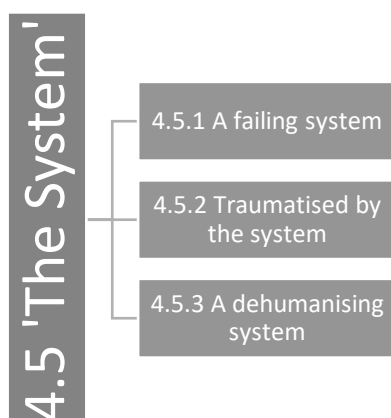 4.5 'The System'
4.5.1 A failing system
4.5.2 Traumatised by
the system
4.5.3 A dehumanising
system